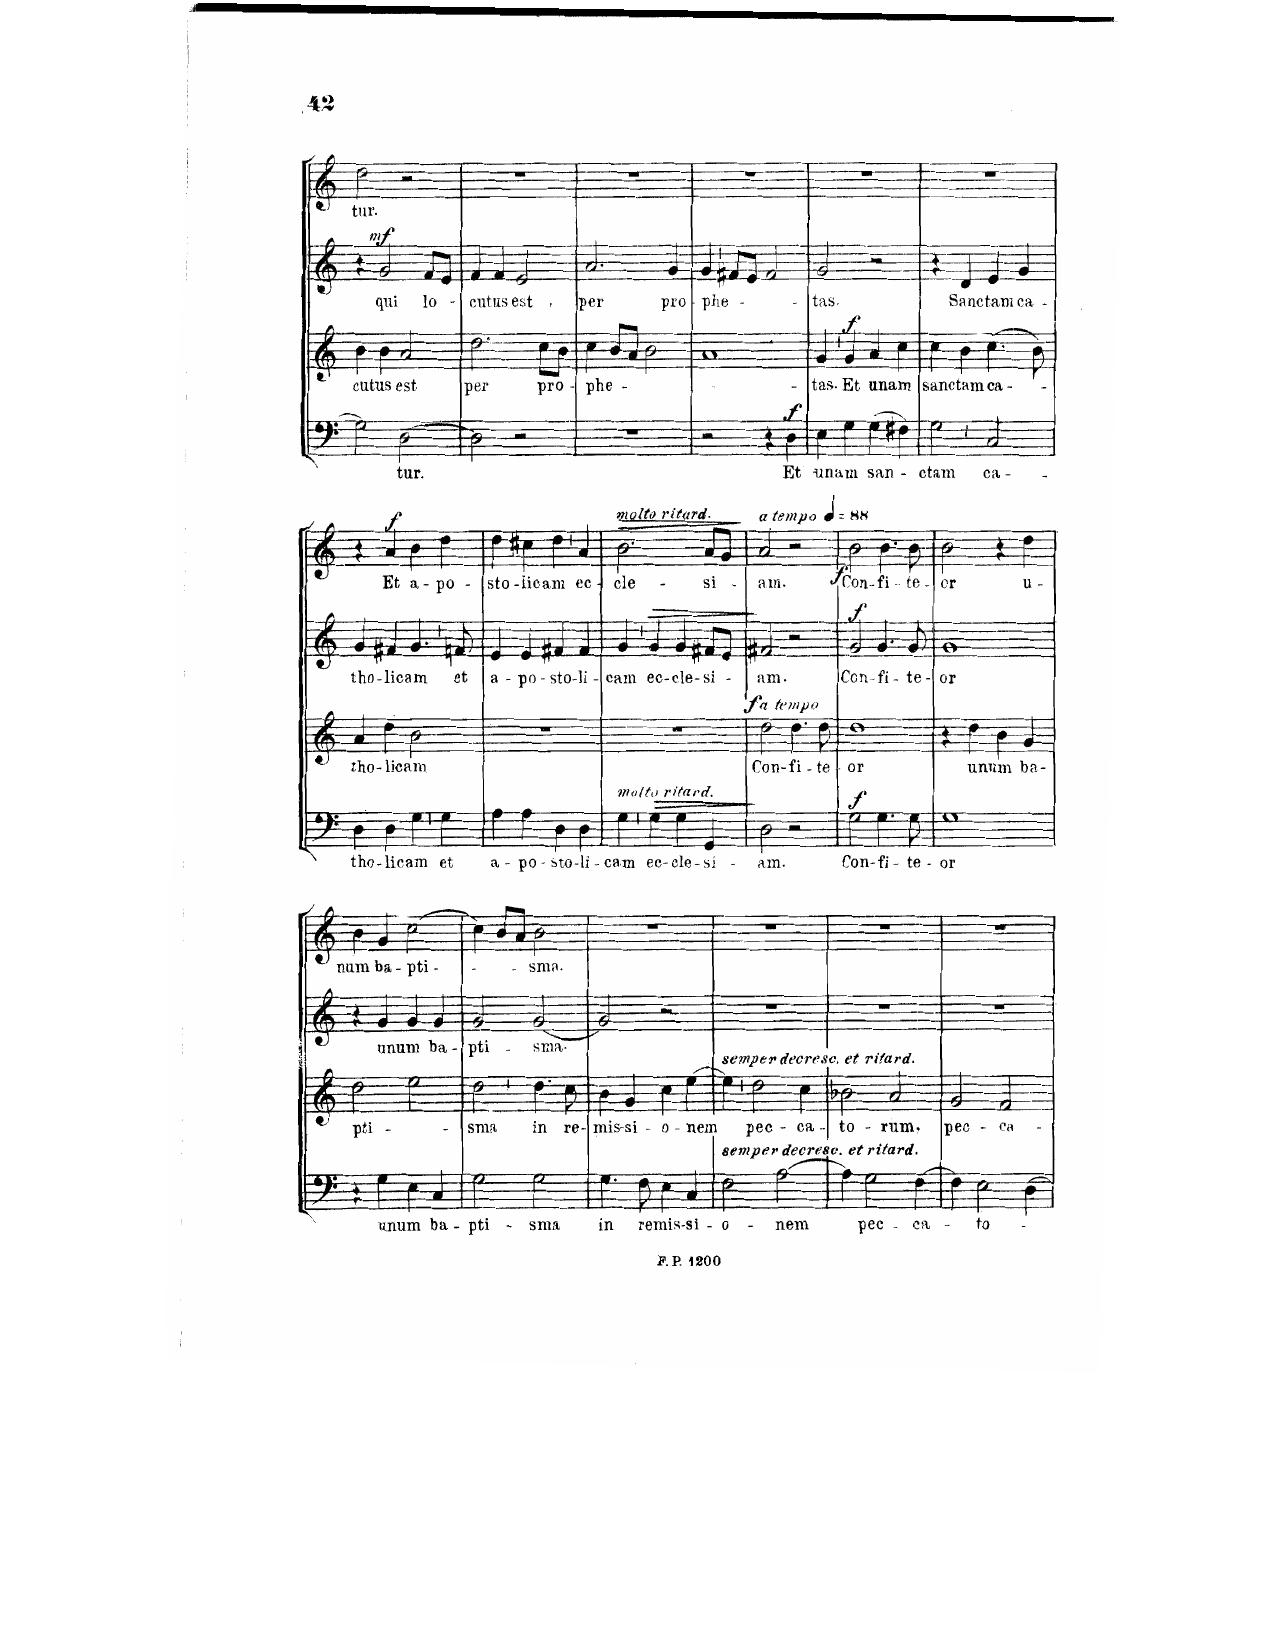 42
tur.
mf
qui lo - cutus est , per pro - phe - - tas. Sanctam ca -
f
cutus est per pro - phe - - tas. Et unam sanctam ca - -
f
tur. Et unam san - ctam ca - -
f molto ritard. a tempo ♩ = 88
Et a - po - sto - licam ec - cle - si - am. Con - fi - te - or u -
f f
tho - licam et a - po - sto - li - cam ec - cle - si - am. Con - fi - te - or
f a tempo
tho - licam Con - fi - te or unum ba -
molto ritard. f
tho - licam et a - po - sto - li - cam ec - cle - si - am. Con - fi - te - or
num ba - pti - - - sma.
unum ba - pti - sma.
semper decresc. et ritard.
pti - - sma in re - mis - si - o - nem pec - ca - to - rum, pec - ca -
semper decresc. et ritard.
unum ba - pti - sma in remis - si - o - nem pec - ca - to -
F. P. 1200